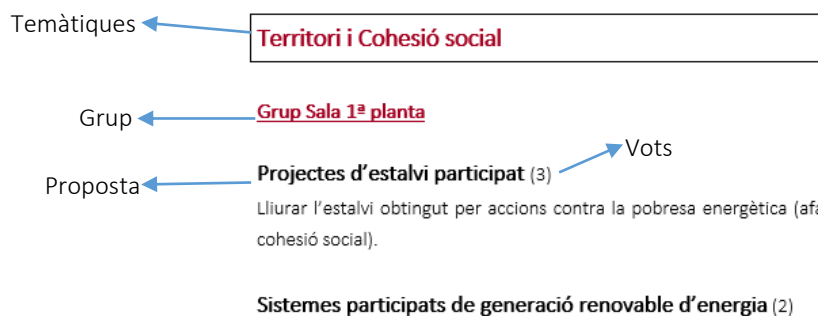 Temàtiques
Territori i Cohesió social
Grup
Grup Sala 1ª planta
Vots
Proposta
Projectes d'estalvi participat (3)
Lliurar l'estalvi obtingut per accions contra la pobresa energètica
cohesió social).
Sistemes participats de generació renovable d'energia (2)